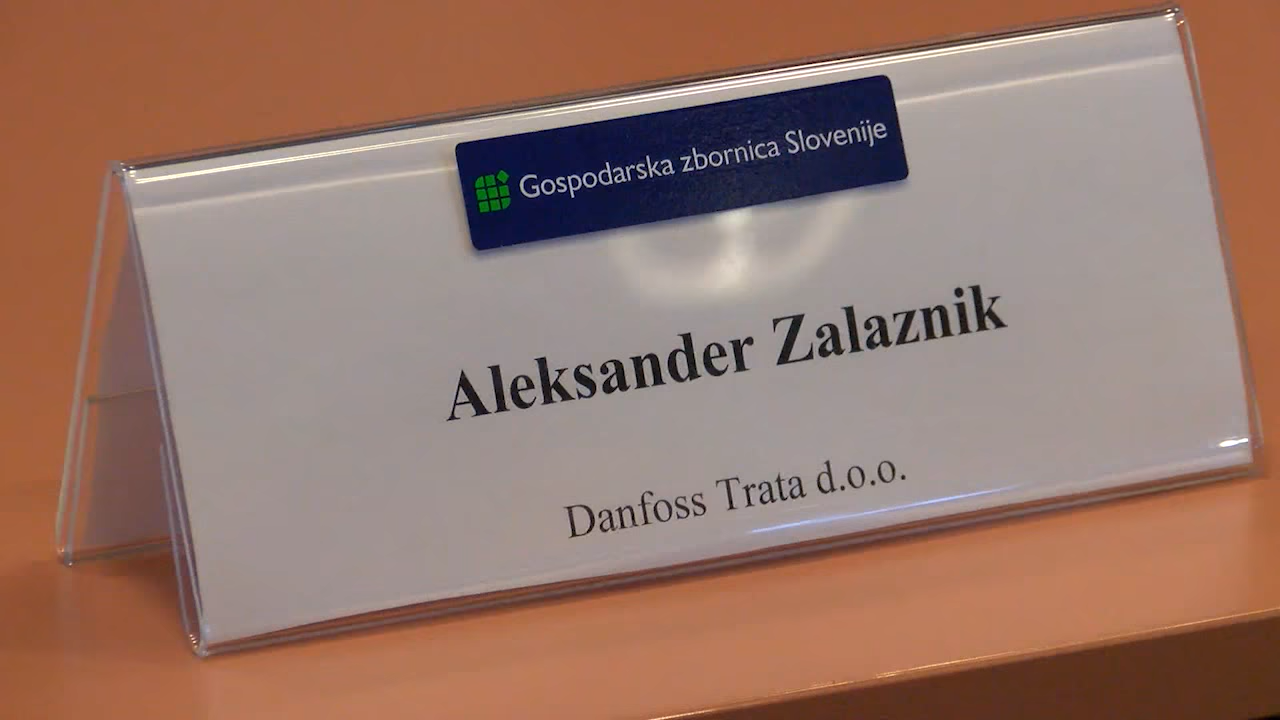 Gospodarska zbornica Slovenije
Aleksander Zalaznik
Danfoss Trata d.o.o.